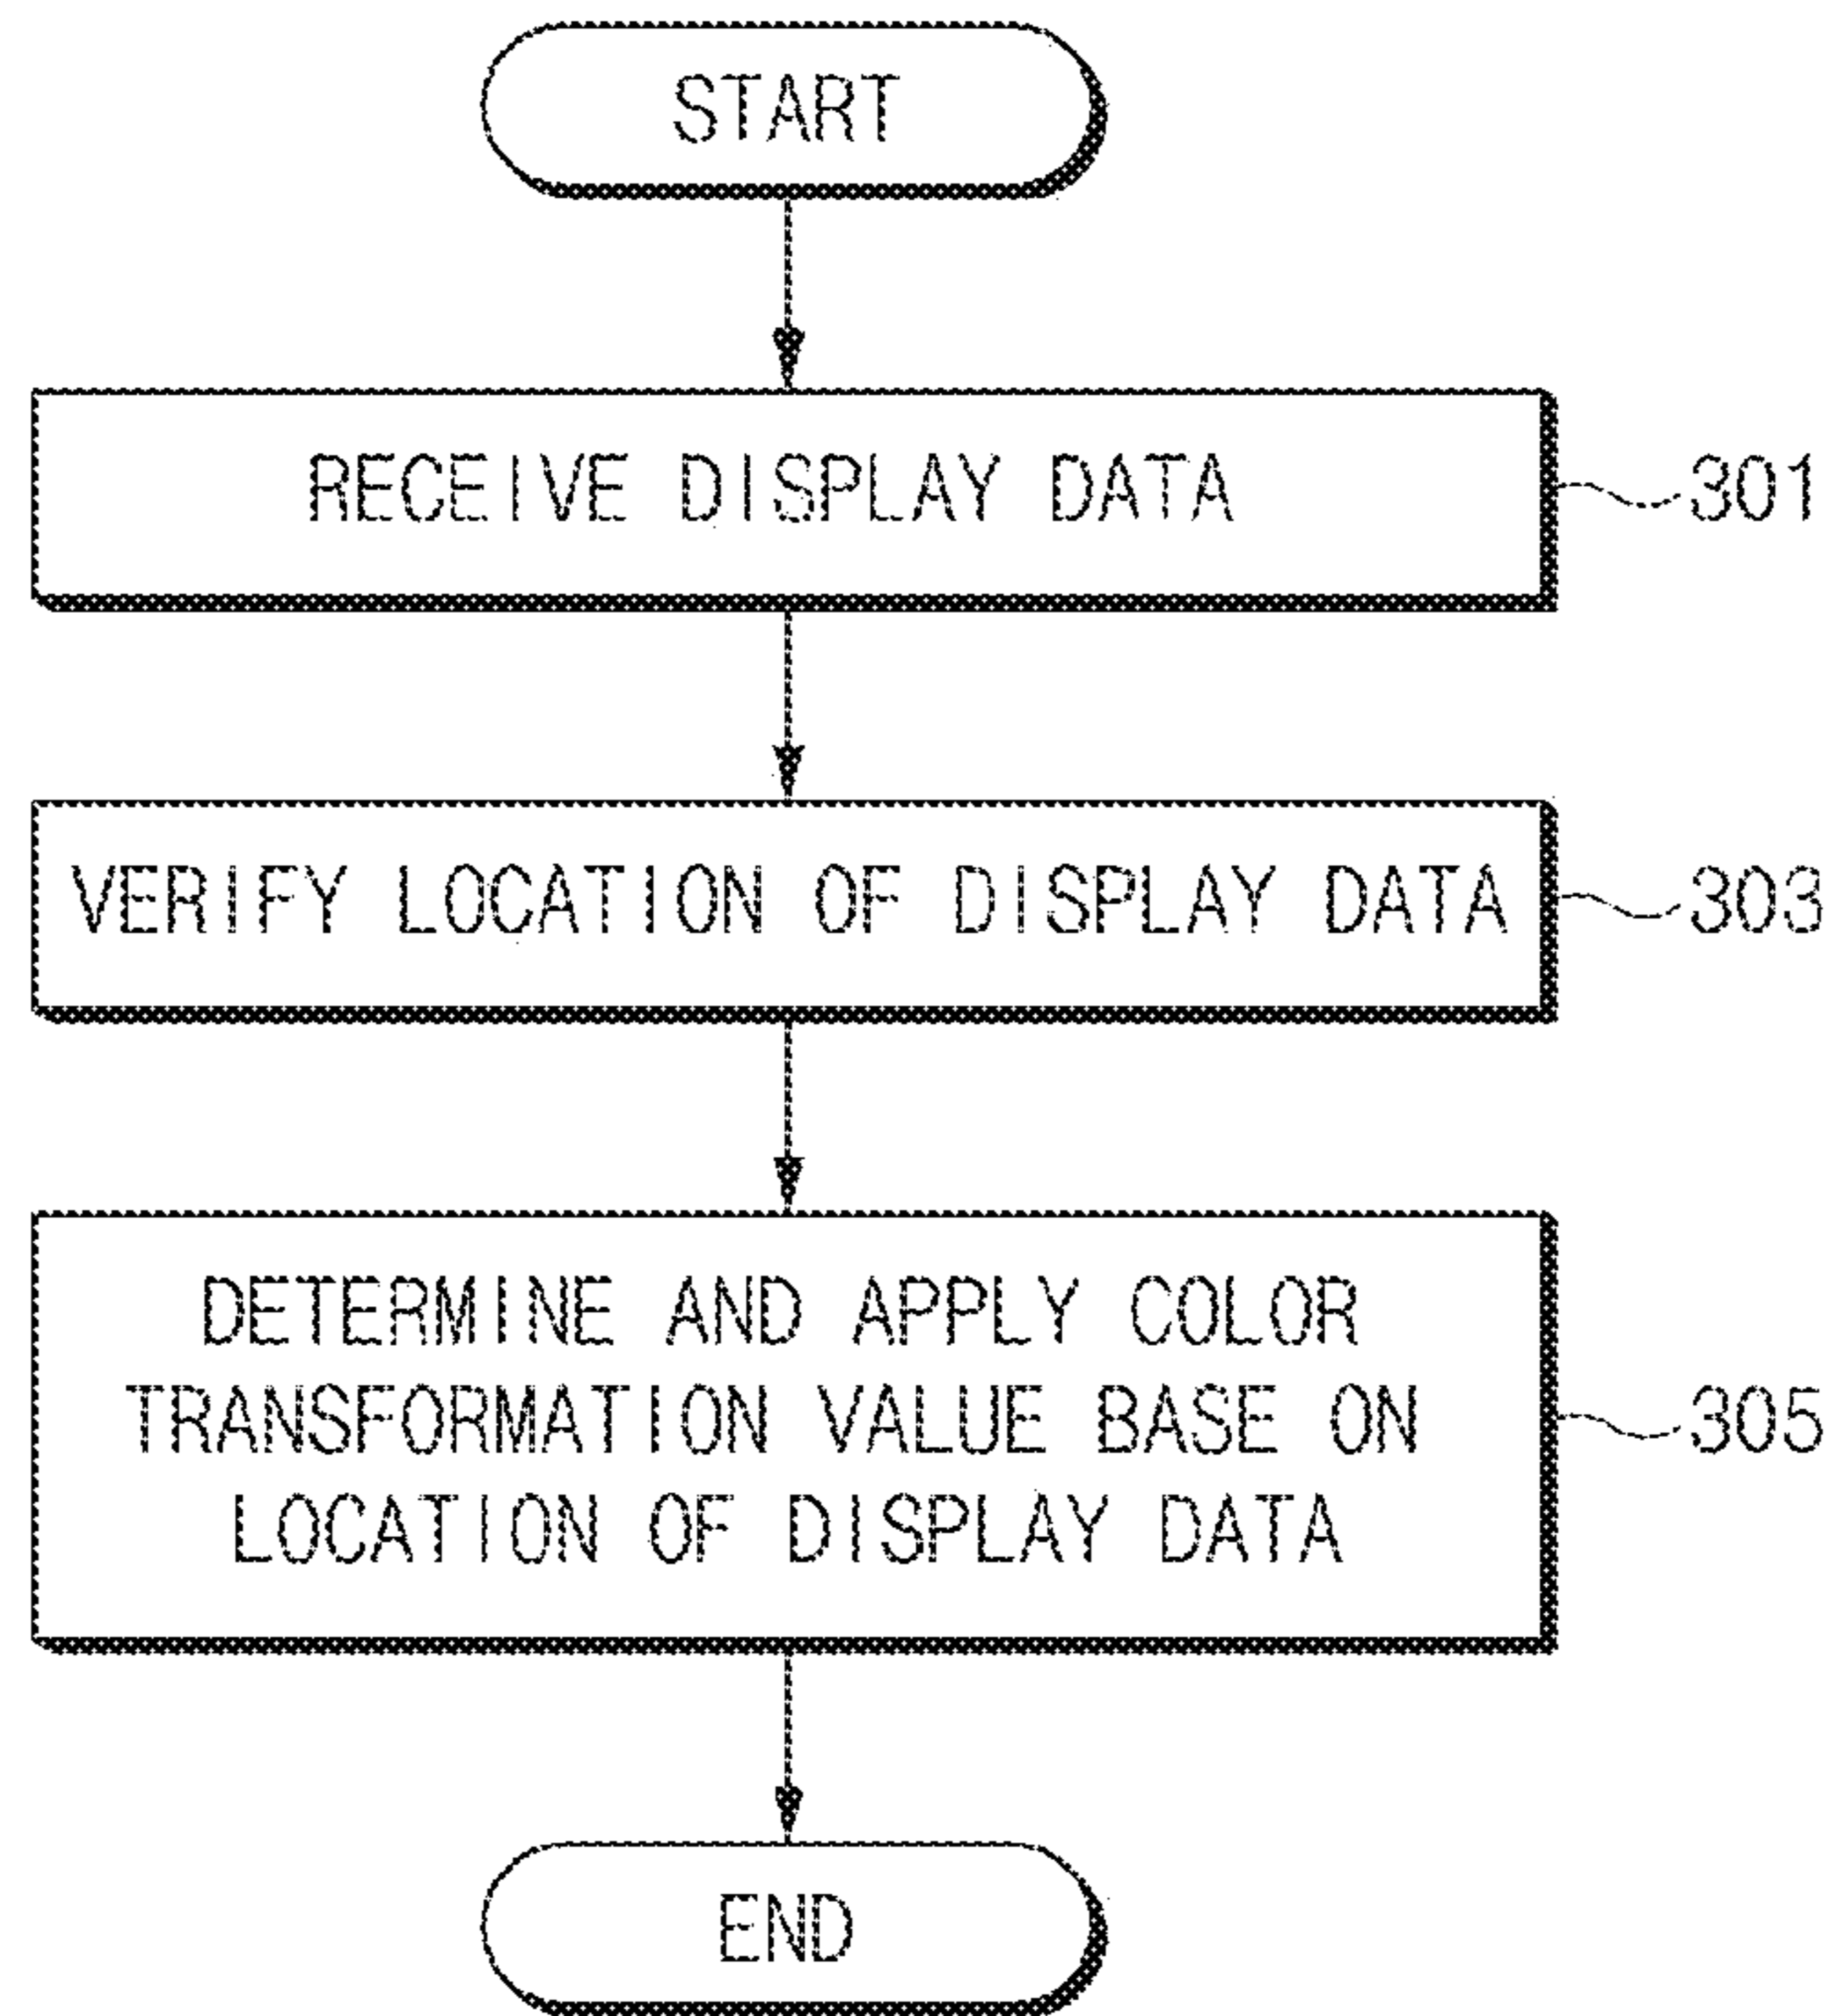 START
RECEIVE DISPLAY DATA
301
VERIFY LOCATION OF DISPLAY DATA
303
DETERMINE AND APPLY COLOR
TRANSFORMATION VALUE BASE ON
305
LOCATION OF DISPLAY DATA
END